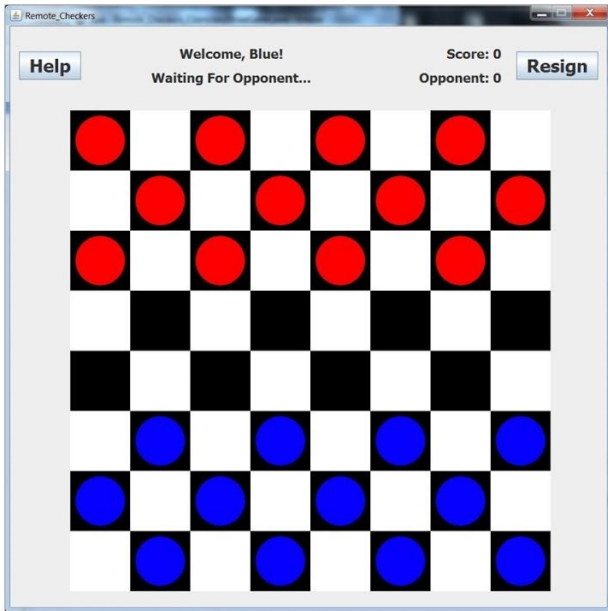 Remote_Checkers
Help
Welcome, Blue!
Waiting For Opponent...
Score: 0
Opponent: 0
Resign